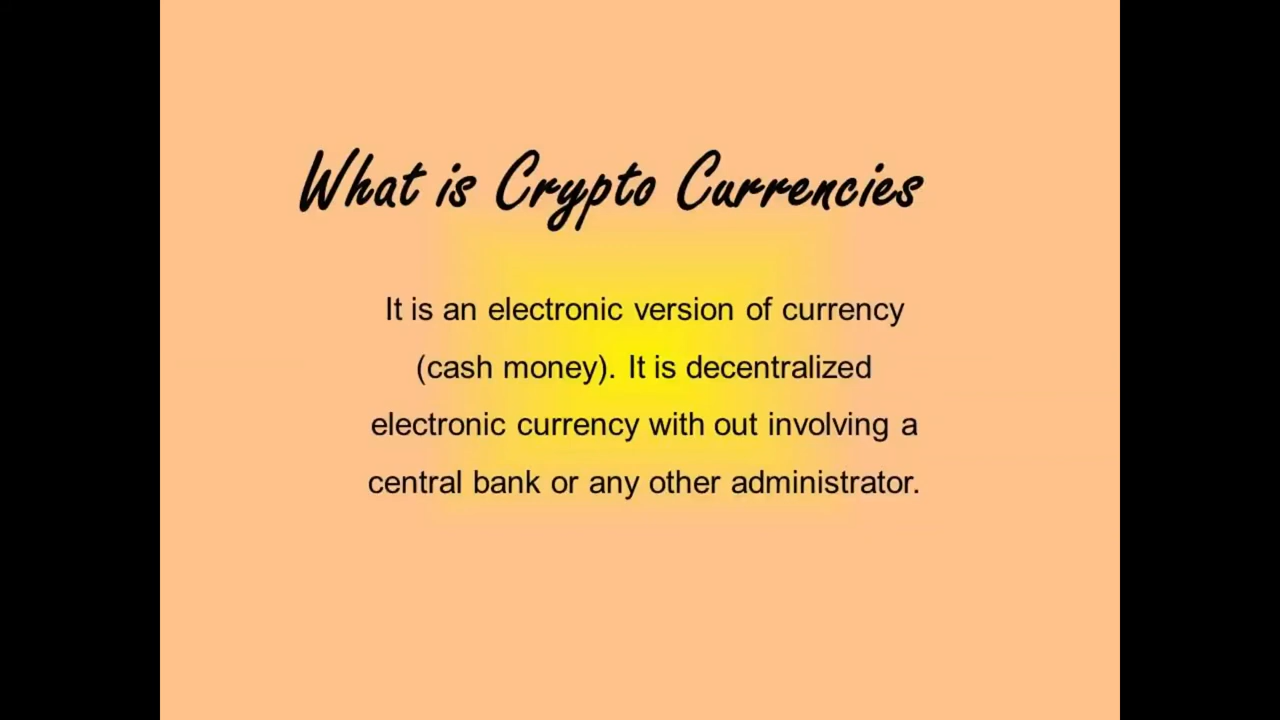 What is Crypto Currencies
It is an electronic version of currency
(cash money). It is decentralized
electronic currency with out involving a
central bank or any other administrator.